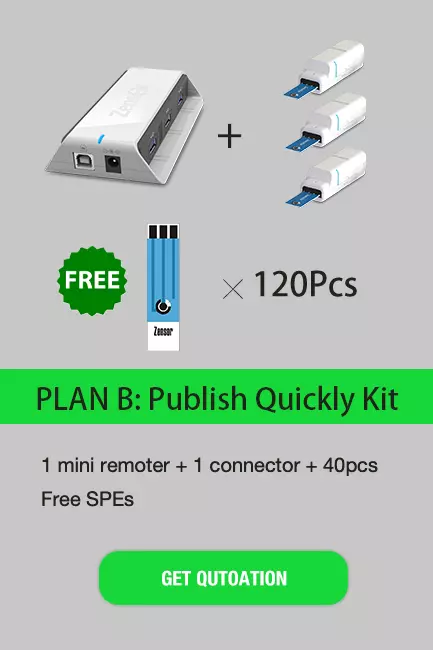 FREE
× 120Pcs
Zensor
PLAN B: Publish Quickly Kit
1 mini remoter + 1 connector + 40pcs
Free SPEs
GET QUTOATION